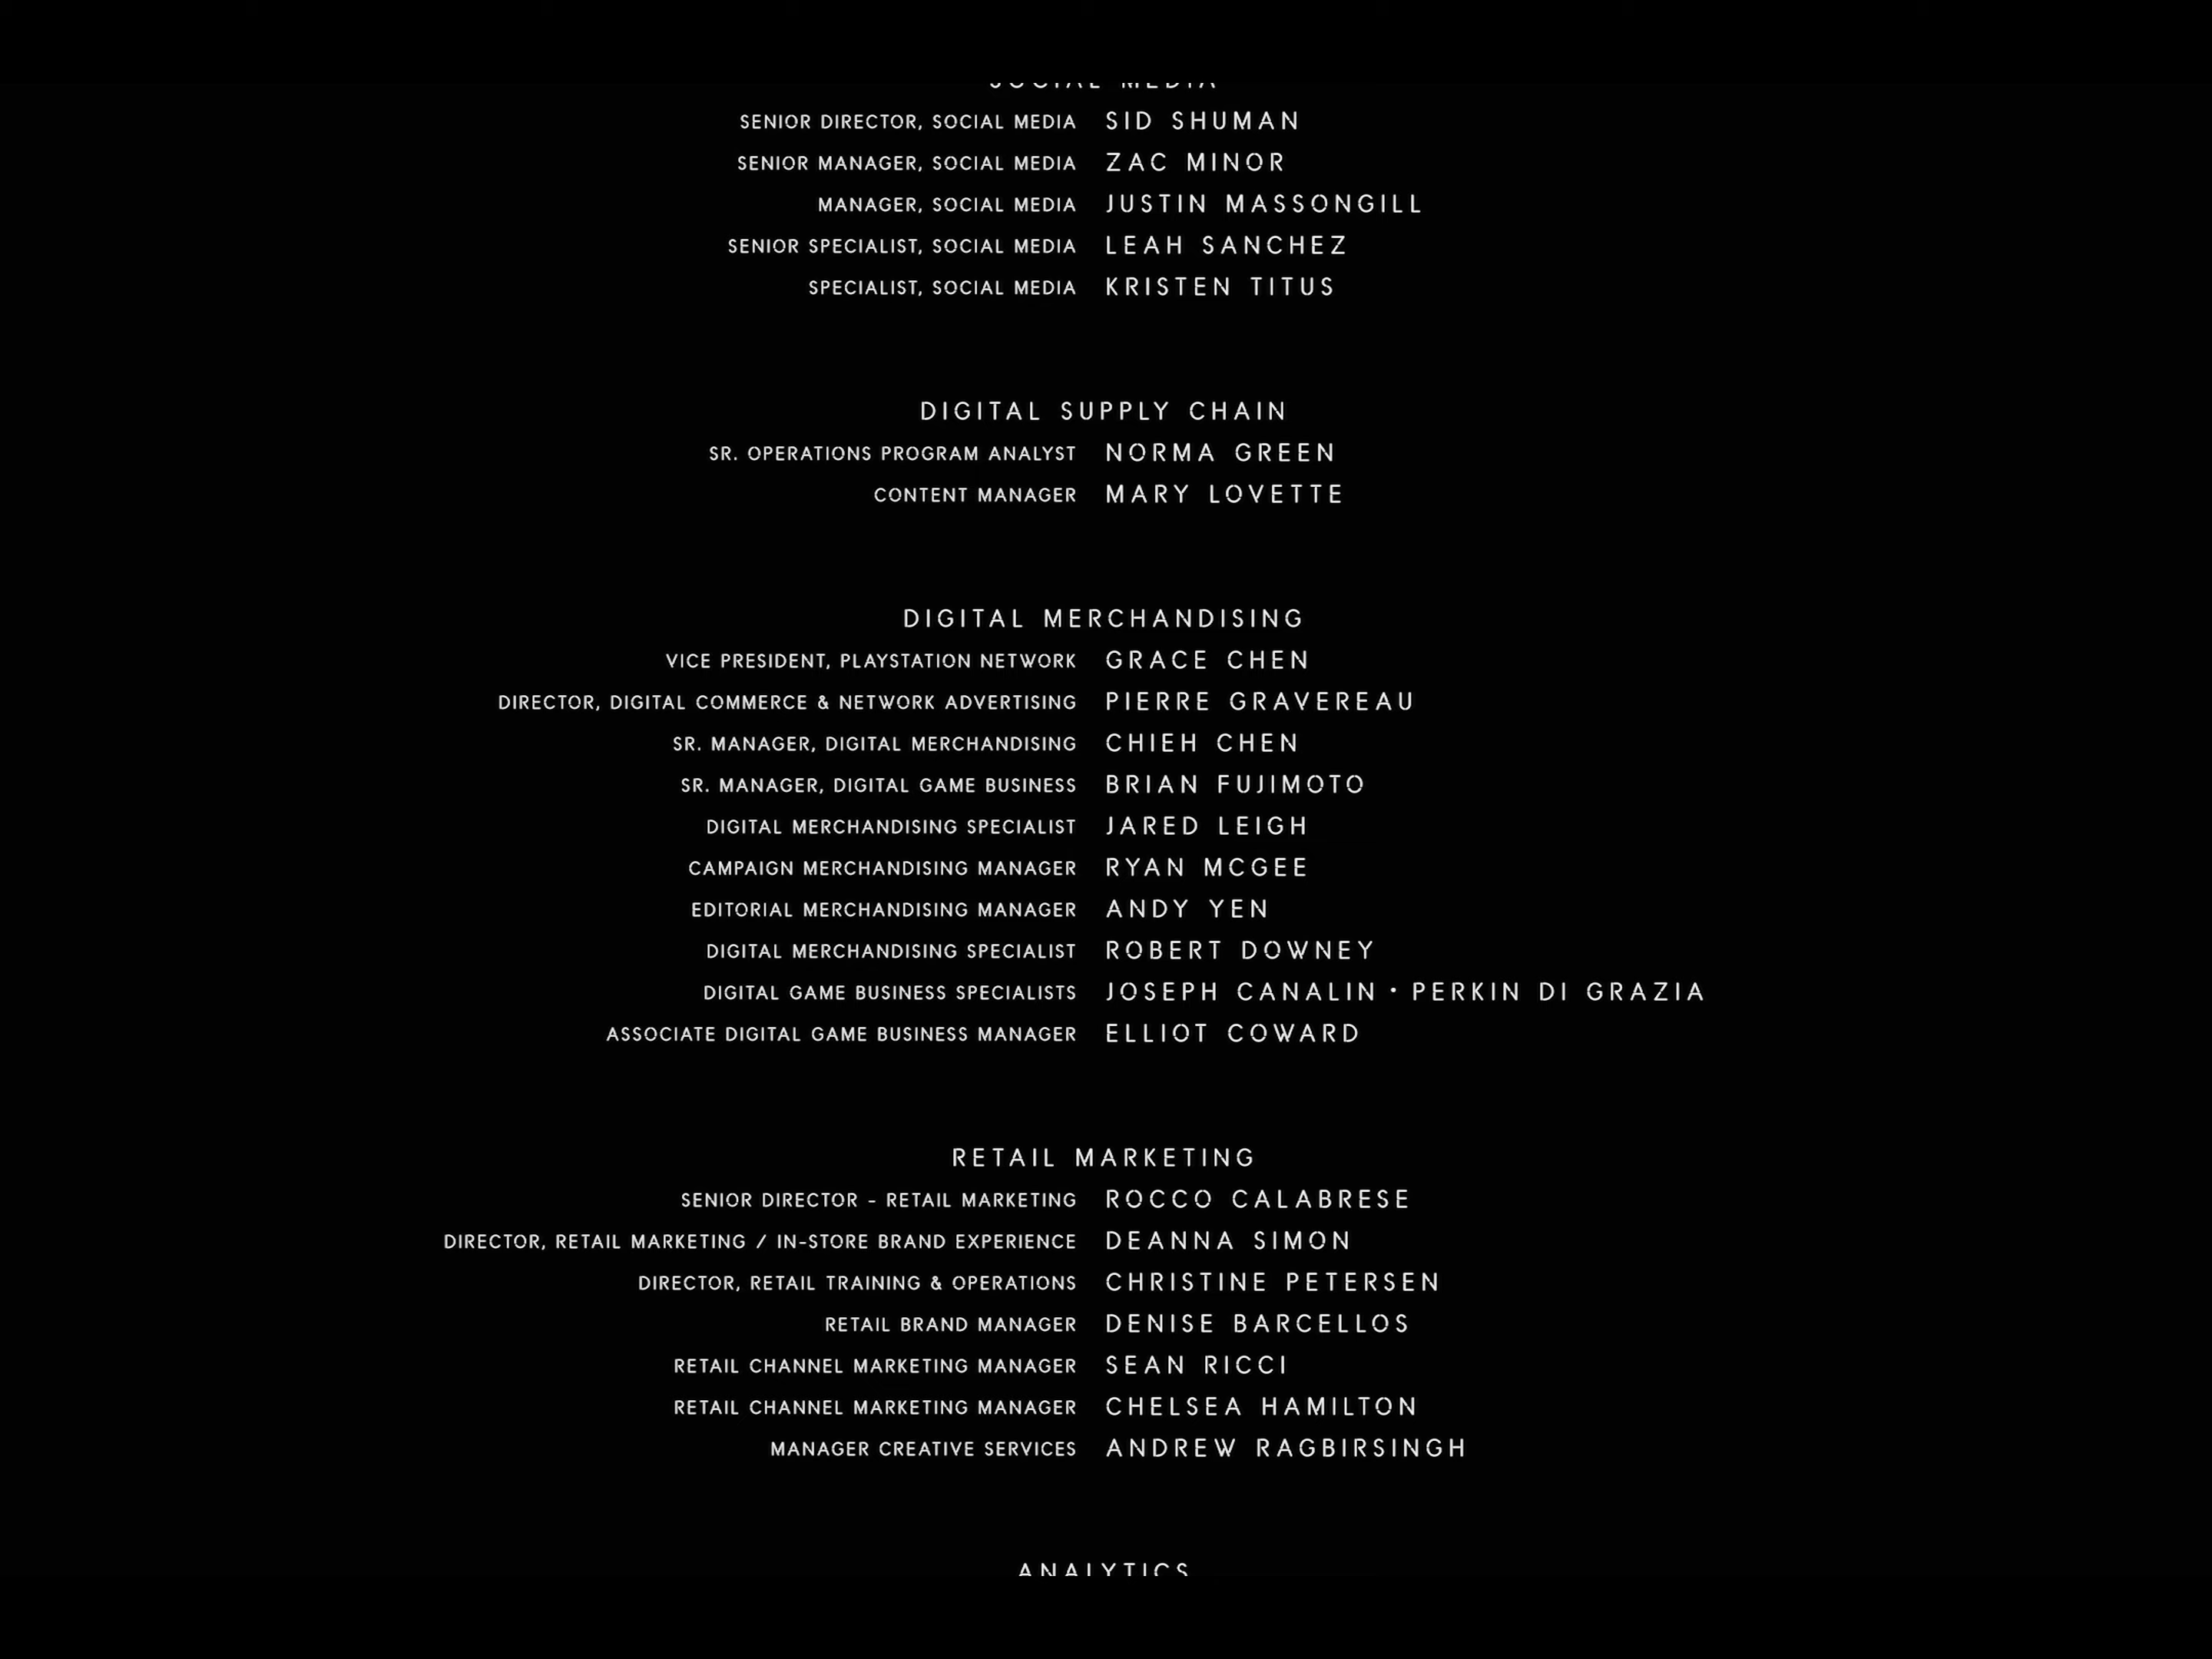 SOCIAL MEDIA
SENIOR DIRECTOR, SOCIAL MEDIA SID SHUMAN
SENIOR MANAGER, SOCIAL MEDIA ZAC MINOR
MANAGER, SOCIAL MEDIA JUSTIN MASSONGILL
SENIOR SPECIALIST, SOCIAL MEDIA LEAH SANCHEZ
SPECIALIST, SOCIAL MEDIA KRISTEN TITUS
DIGITAL SUPPLY CHAIN
SR. OPERATIONS PROGRAM ANALYST NORMA GREEN
CONTENT MANAGER MARY LOVETTE
DIGITAL MERCHANDISING
VICE PRESIDENT, PLAYSTATION NETWORK GRACE CHEN
DIRECTOR, DIGITAL COMMERCE & NETWORK ADVERTISING PIERRE GRAVEREAU
SR. MANAGER, DIGITAL MERCHANDISING CHIEH CHEN
SR. MANAGER, DIGITAL GAME BUSINESS BRIAN FUJIMOTO
DIGITAL MERCHANDISING SPECIALIST JARED LEIGH
CAMPAIGN MERCHANDISING MANAGER RYAN MCGEE
EDITORIAL MERCHANDISING MANAGER ANDY YEN
DIGITAL MERCHANDISING SPECIALIST ROBERT DOWNEY
DIGITAL GAME BUSINESS SPECIALISTS JOSEPH CANALIN • PERKIN DI GRAZIA
ASSOCIATE DIGITAL GAME BUSINESS MANAGER ELLIOT COWARD
RETAIL MARKETING
SENIOR DIRECTOR - RETAIL MARKETING ROCCO CALABRESE
DIRECTOR, RETAIL MARKETING / IN-STORE BRAND EXPERIENCE DEANNA SIMON
DIRECTOR, RETAIL TRAINING & OPERATIONS CHRISTINE PETERSEN
RETAIL BRAND MANAGER DENISE BARCELLOS
RETAIL CHANNEL MARKETING MANAGER SEAN RICCI
RETAIL CHANNEL MARKETING MANAGER CHELSEA HAMILTON
MANAGER CREATIVE SERVICES ANDREW RAGBIRSINGH
ANALYTICS